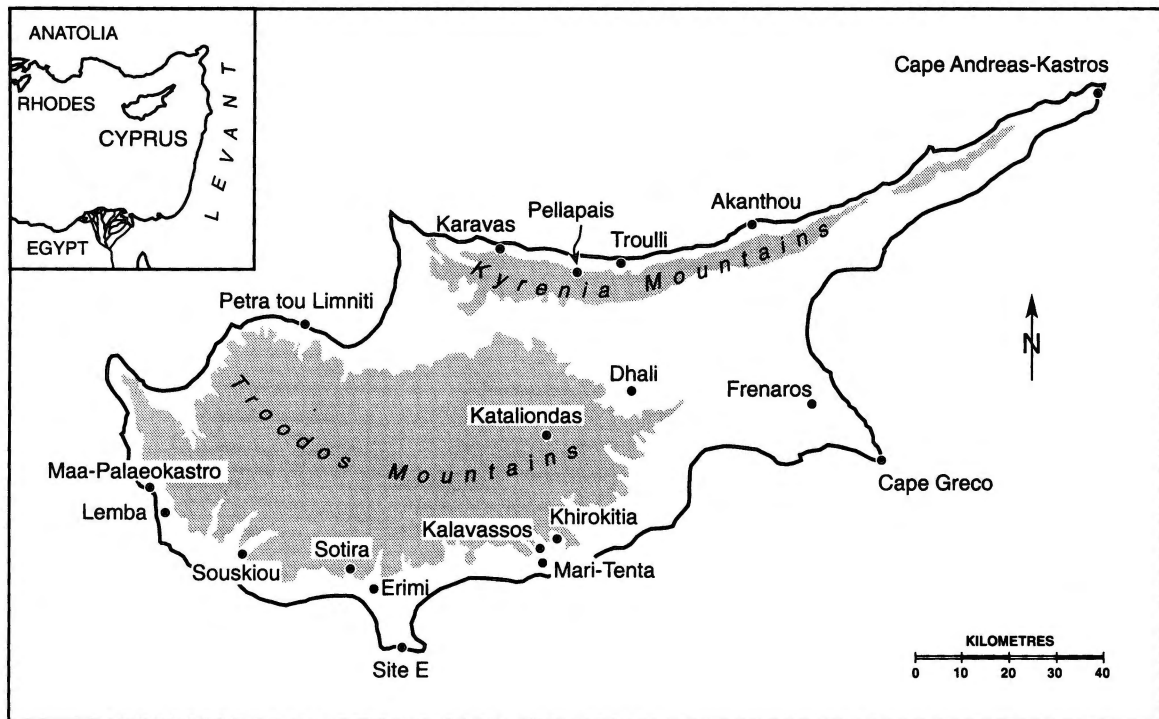 ANATOLIA
RHODES
CYPRUS
LEVANT
EGYPT
Cape Andreas-Kastros
Akanthou
Pellapais
Karavas
Troulli
Kyrenia Mountains
Petra tou Limniti
N
Dhali
Frenaros
Kataliondas
Troodos Mountains
Maa-Palaeokastro
Cape Greco
Lemba
Khirokitia
Kalavassos
Sotira
Mari-Tenta
Souskiou
Erimi
Site E
KILOMETRES
0 10 20 30 40